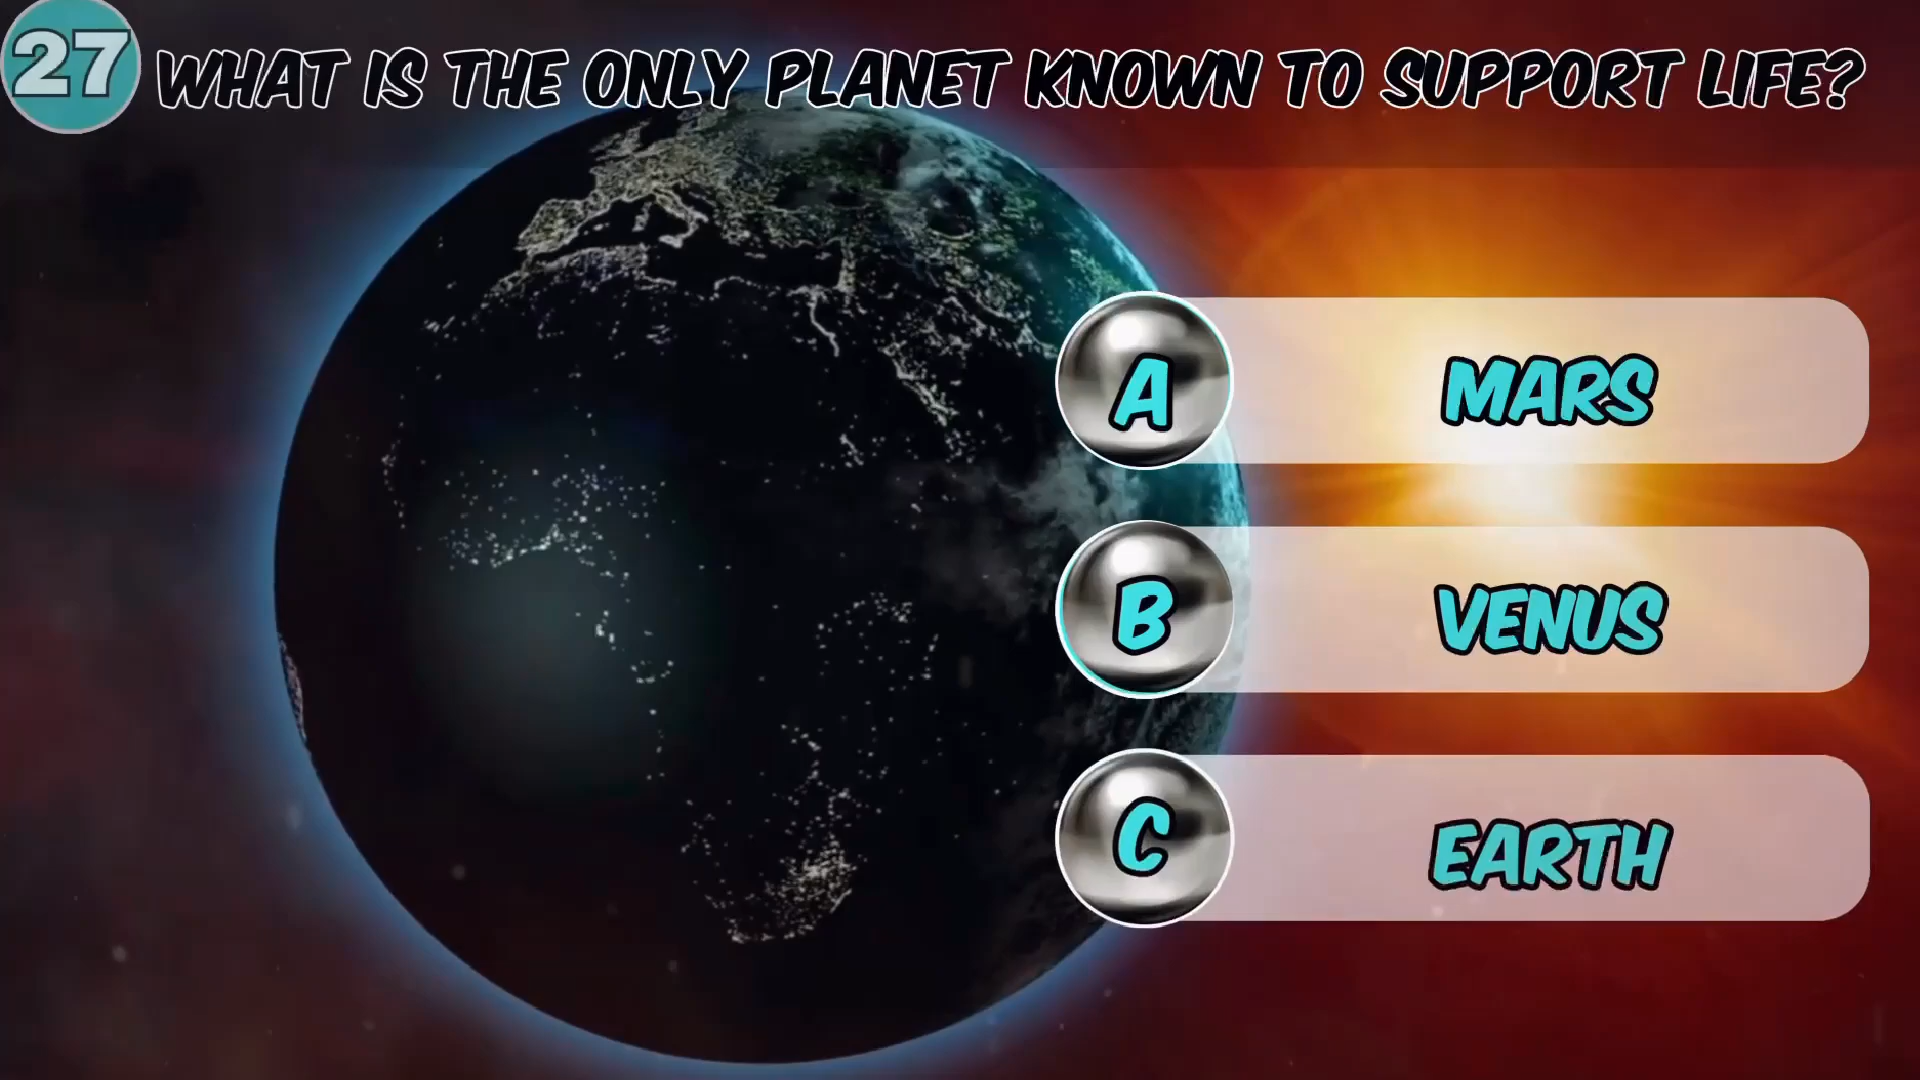 27 WHAT IS THE ONLY PLANET KNOWN TO SUPPORT LIFE?
A MARS
B VENUS
C EARTH